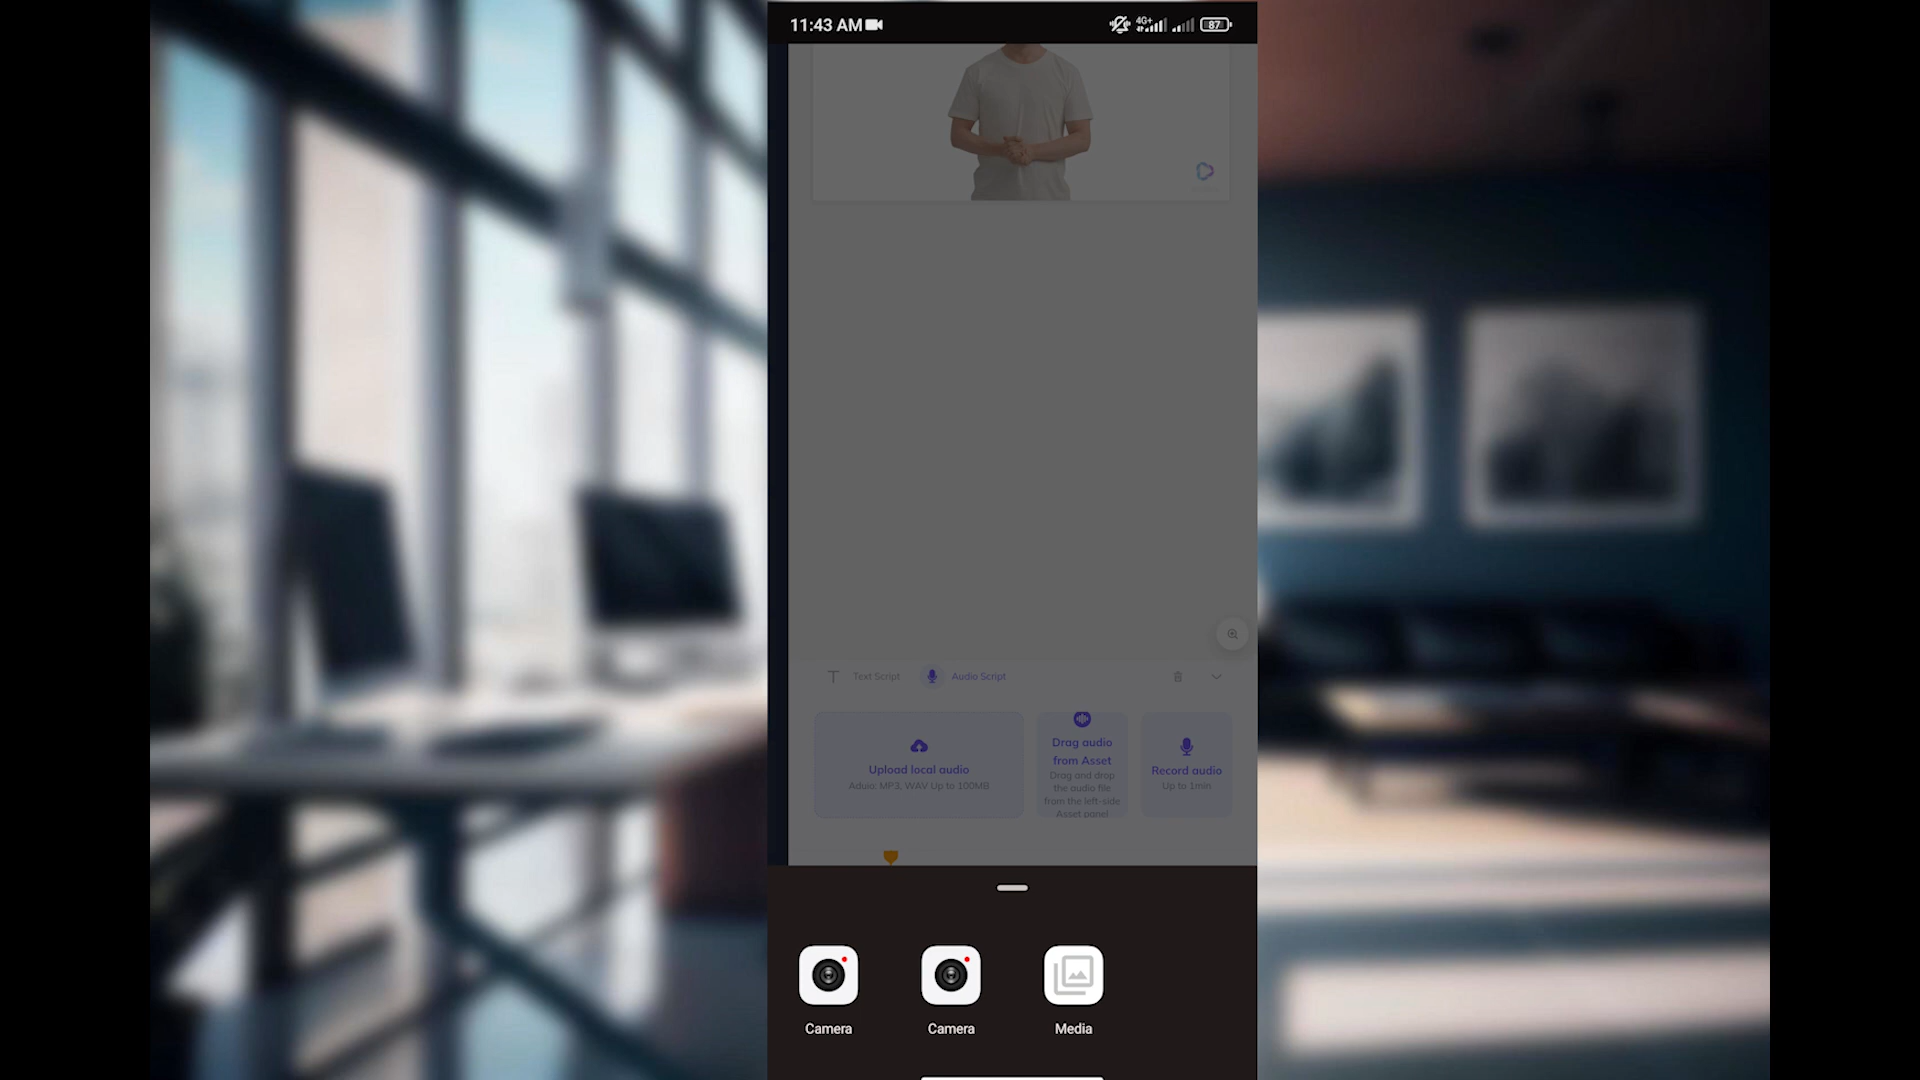 11:43 AM
4G+
87
Text Script
Audio Script
Upload local audio
Aduio: MP3, WAV Up to 100MB
Drag audio
from Asset
Drag and drop
the audio file
from the left-side
Asset panel
Record audio
Up to 1min
Camera
Camera
Media